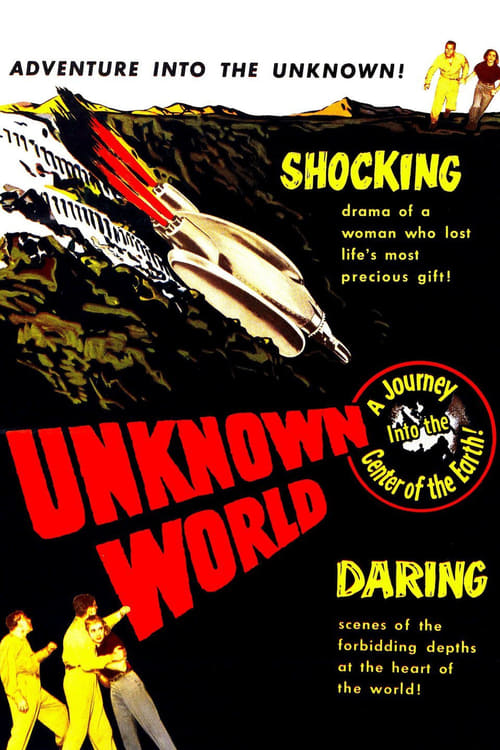 ADVENTURE INTO THE UNKNOWN!
SHOCKING
drama of a
woman who lost
life's most
precious gift!
A Journey
Into the
Center of the Earth!
UNKNOWN
WORLD
DARING
scenes of the
forbidding depths
at the heart of
the world!